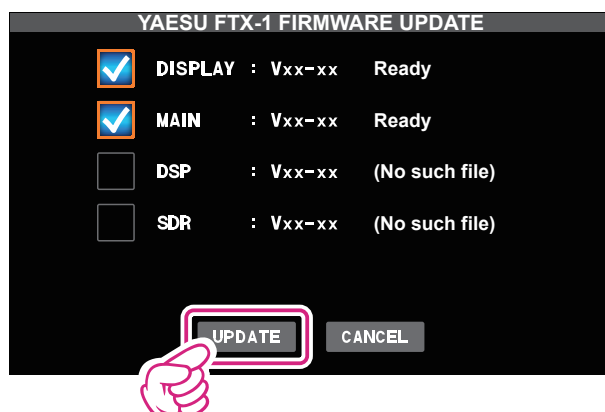 YAESU FTX-1 FIRMWARE UPDATE
DISPLAY : Vxx-xx Ready
MAIN : Vxx-xx Ready
DSP : Vxx-xx (No such file)
SDR : Vxx-xx (No such file)
UPDATE CANCEL